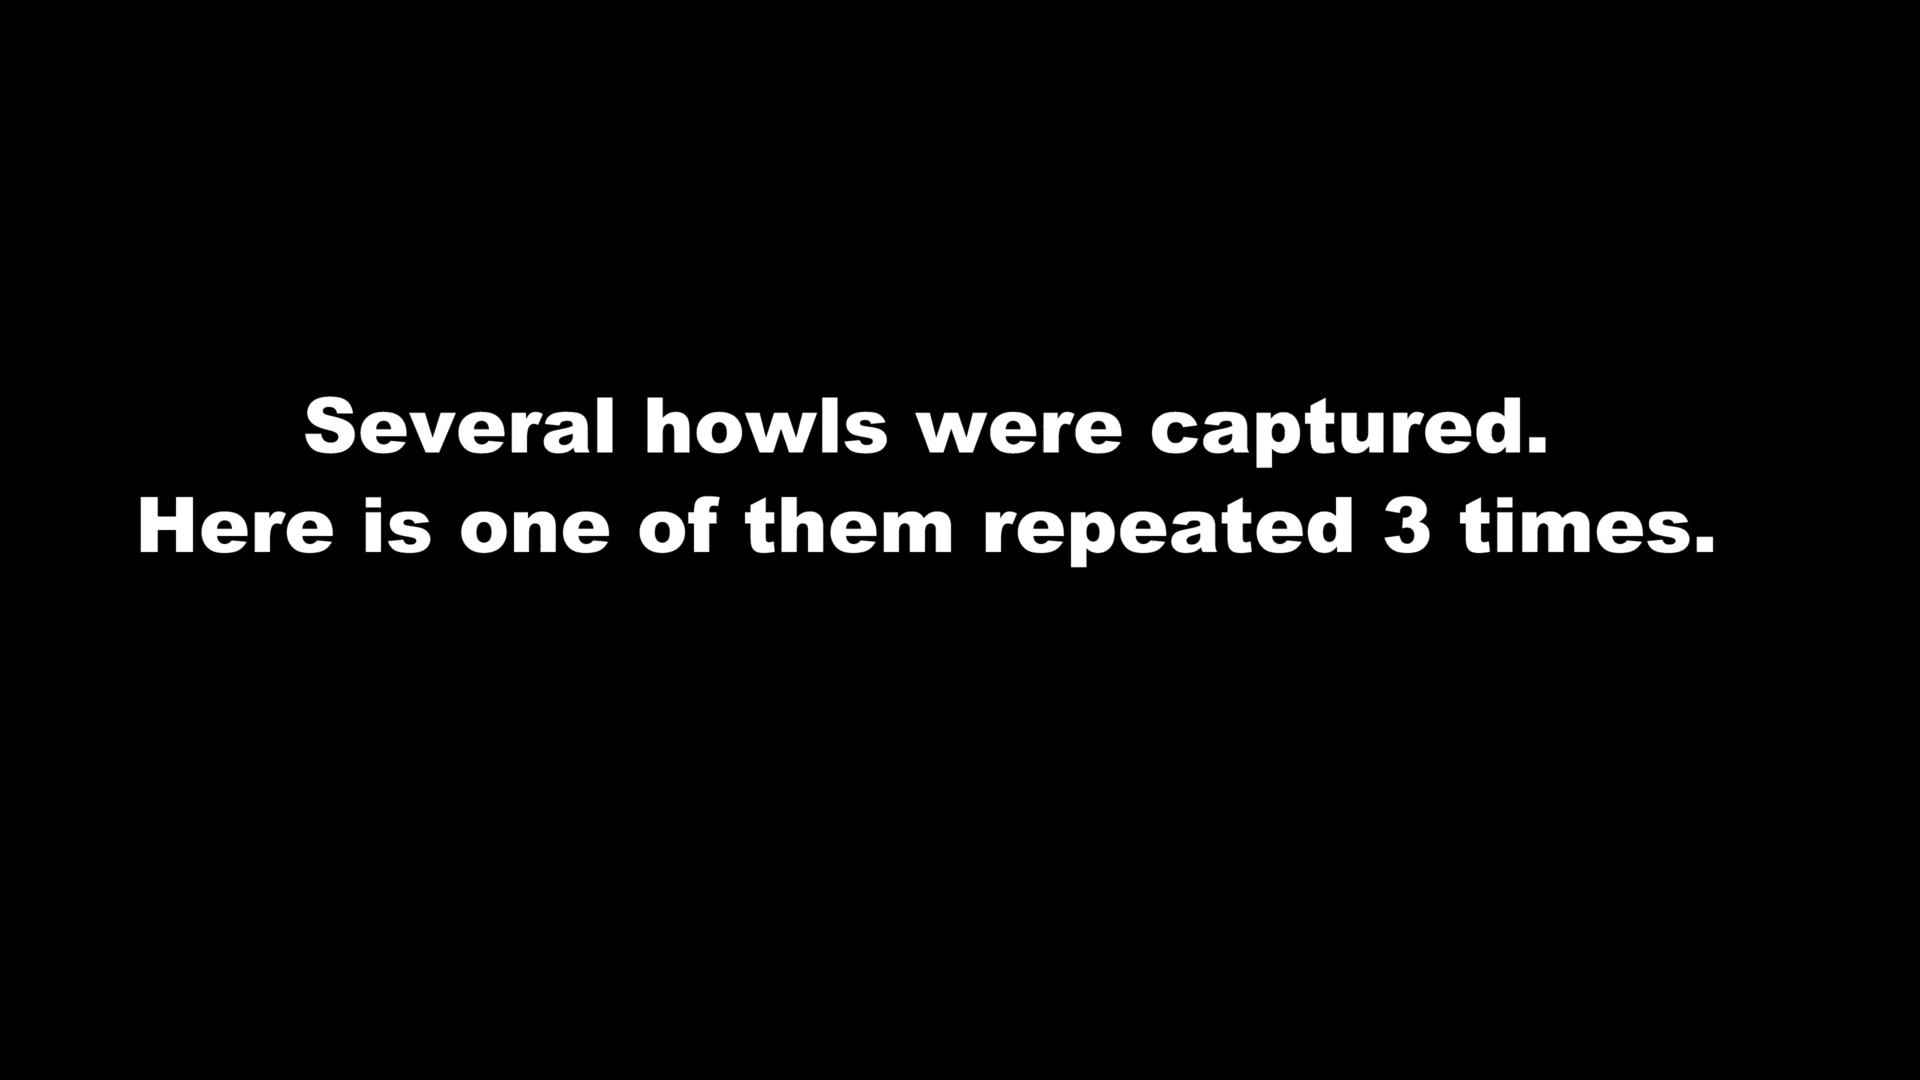 Several howls were captured.
Here is one of them repeated 3 times.